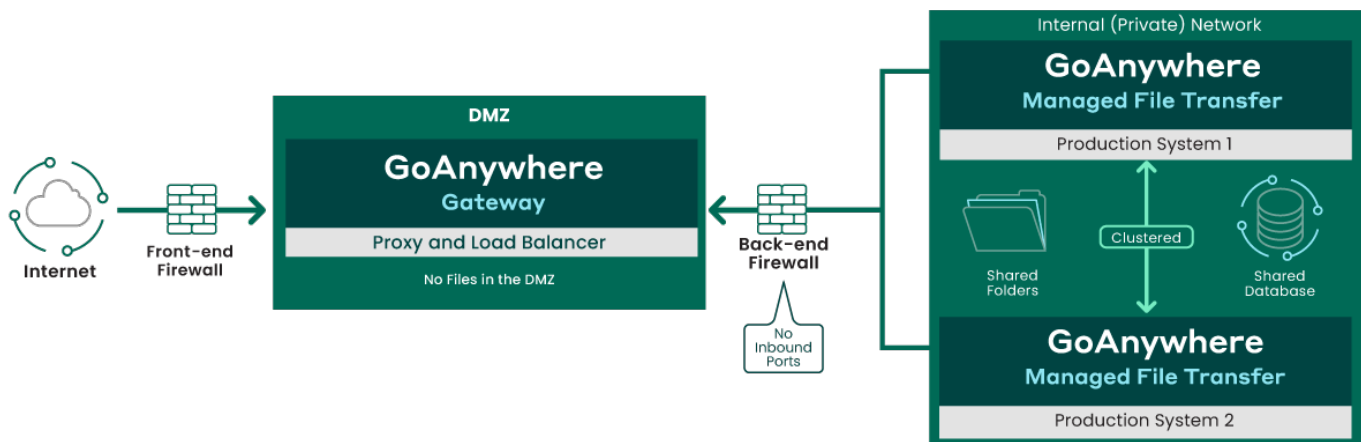 Internet
Front-end
Firewall
DMZ
GoAnywhere
Gateway
Proxy and Load Balancer
No Files in the DMZ
Back-end
Firewall
No
Inbound
Ports
Internal (Private) Network
GoAnywhere
Managed File Transfer
Production System 1
Shared
Folders
Clustered
Shared
Database
GoAnywhere
Managed File Transfer
Production System 2